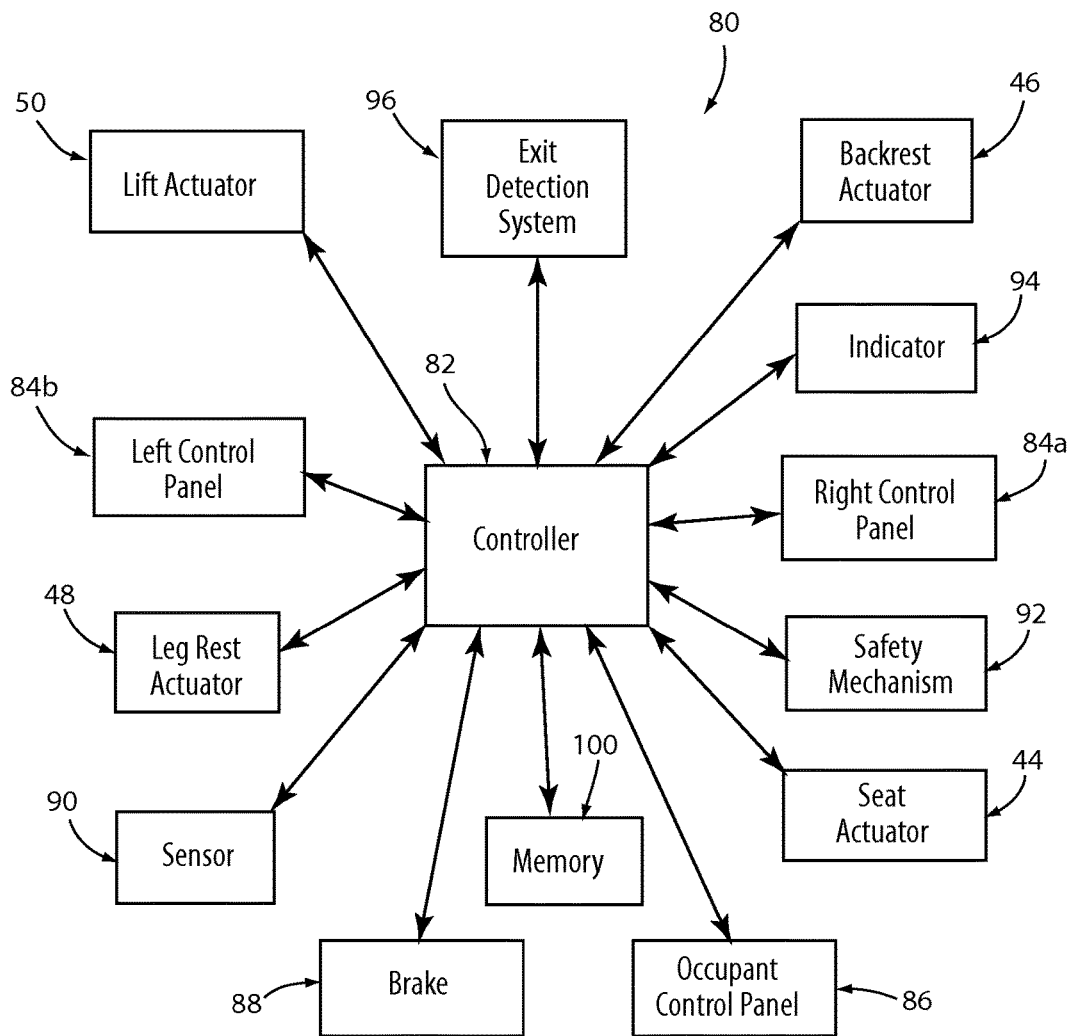 80
50
96
46
Lift Actuator
Exit
Detection
System
Backrest
Actuator
94
Indicator
84b
82
84a
Left Control
Panel
Right Control
Panel
Controller
48
Leg Rest
Actuator
92
Safety
Mechanism
90
Sensor
100
Memory
44
Seat
Actuator
88
Brake
Occupant
Control Panel
86